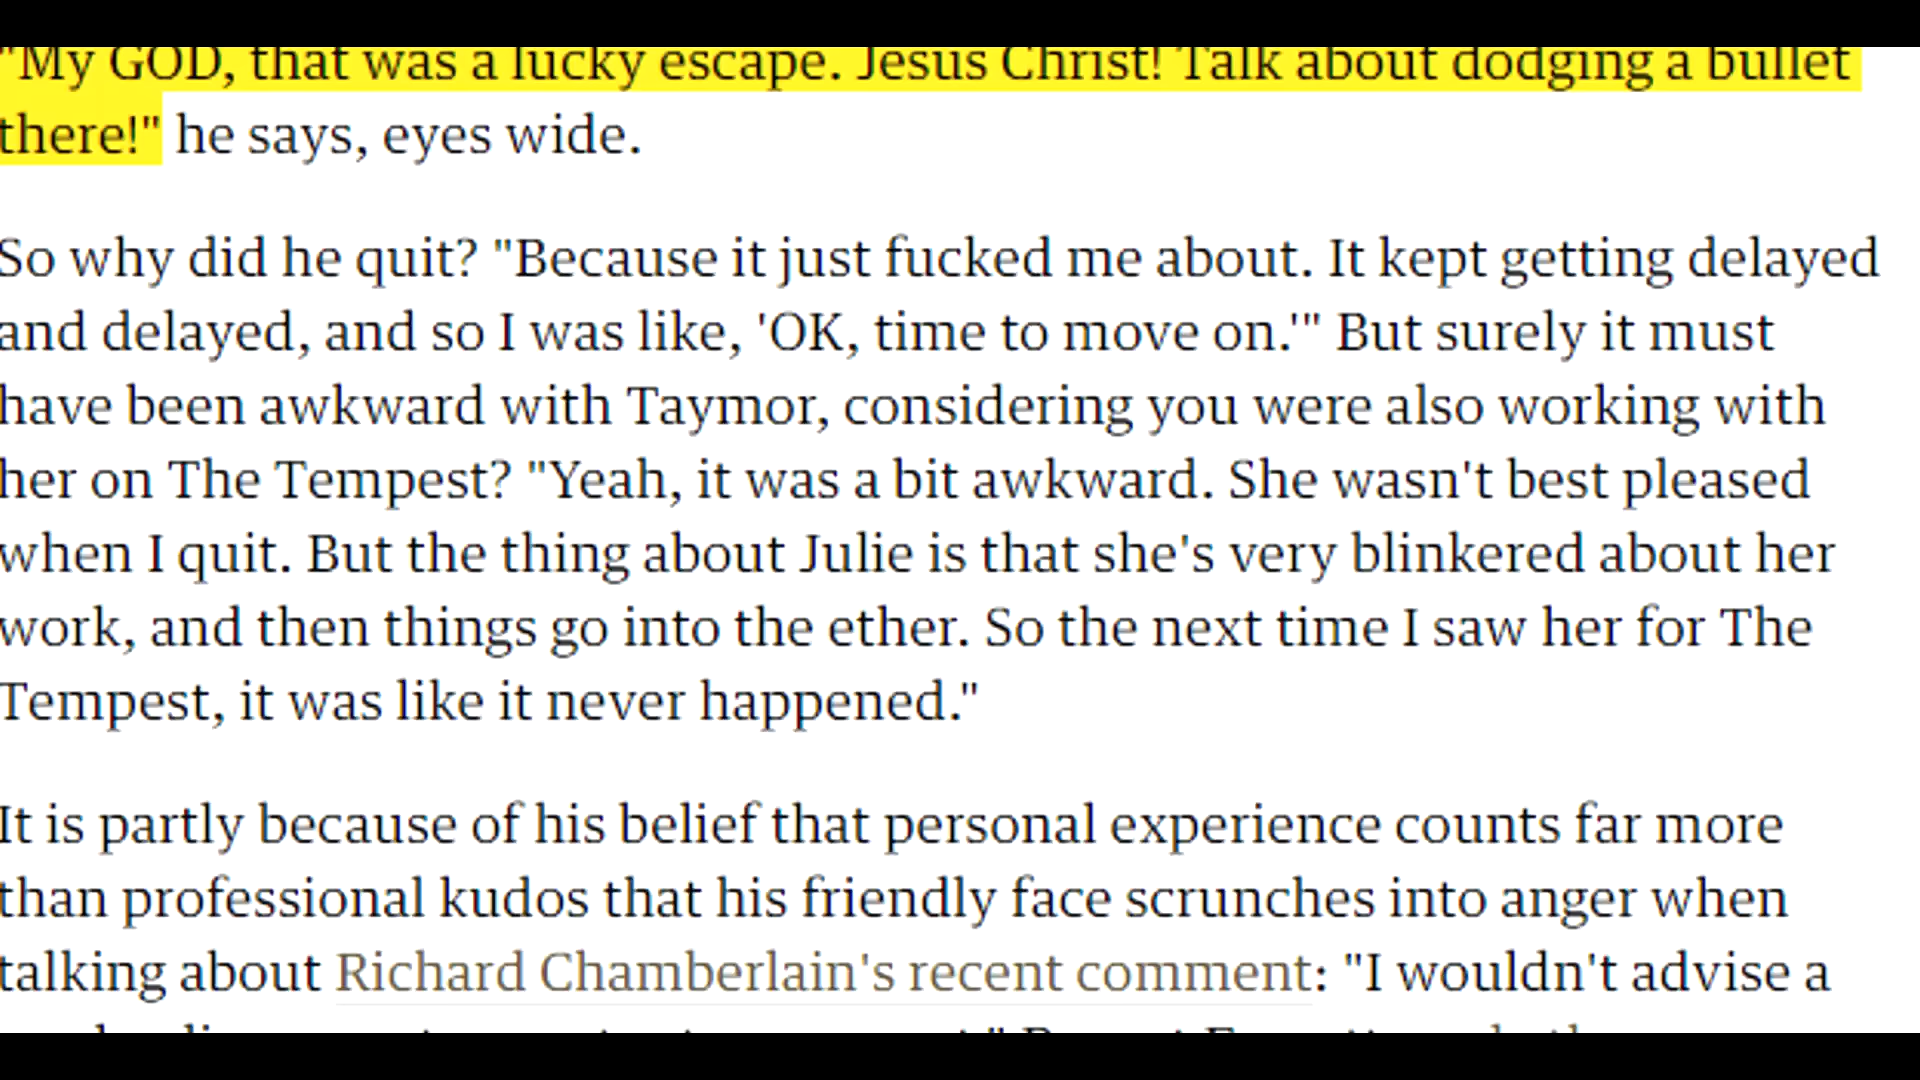 "My GOD, that was a lucky escape. Jesus Christ! Talk about dodging a bullet
there!" he says, eyes wide.
So why did he quit? "Because it just fucked me about. It kept getting delayed
and delayed, and so I was like, 'OK, time to move on.'" But surely it must
have been awkward with Taymor, considering you were also working with
her on The Tempest? "Yeah, it was a bit awkward. She wasn't best pleased
when I quit. But the thing about Julie is that she's very blinkered about her
work, and then things go into the ether. So the next time I saw her for The
Tempest, it was like it never happened."
It is partly because of his belief that personal experience counts far more
than professional kudos that his friendly face scrunches into anger when
talking about Richard Chamberlain's recent comment: "I wouldn't advise a